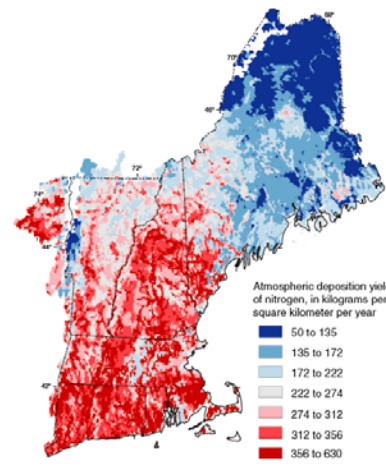 68°
70°
46°
72°
74°
44°
42°
Atmospheric deposition yield
of nitrogen, in kilograms per
square kilometer per year
50 to 135
135 to 172
172 to 222
222 to 274
274 to 312
312 to 356
356 to 630